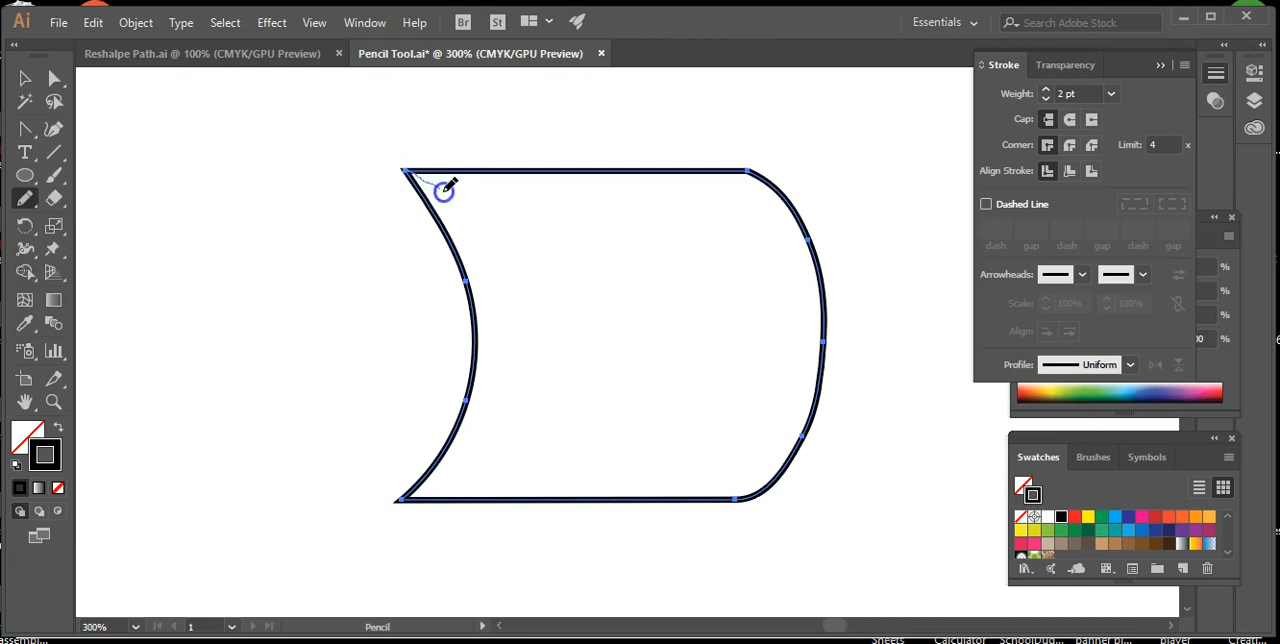 Ai File Edit Object Type Select Effect View Window Help Br St Essentials Search Adobe Stock
Reshalpe Path.ai @ 100% (CMYK/GPU Preview) × Pencil Tool.ai* @ 300% (CMYK/GPU Preview) ×
Stroke Transparency
Weight: 2 pt
Cap:
Corner: Limit: 4 x
Align Stroke:
Dashed Line
dash gap dash gap dash gap
%
Arrowheads:
%
Scale: 100% 100%
%
Align:
00 %
Profile: Uniform
Swatches Brushes Symbols
300% 1 Pencil
Sheets Calculator